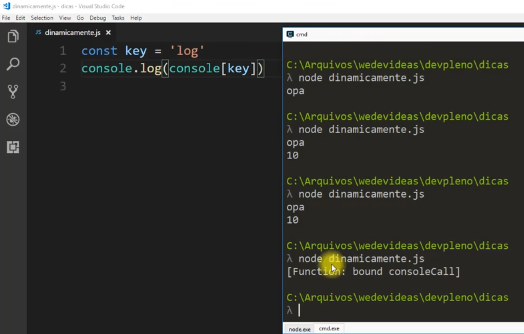 dinamicamente.js - dicas - Visual Studio Code
File Edit Selection View Go Debug Tasks Help
JS dinamicamente.js ×
1 const key = 'log'
2 console.log(console[key])
3
cmd
C:\Arquivos\wedevideas\devpleno\dicas
λ node dinamicamente.js
opa
C:\Arquivos\wedevideas\devpleno\dicas
λ node dinamicamente.js
opa
10
C:\Arquivos\wedevideas\devpleno\dicas
λ node dinamicamente.js
opa
10
C:\Arquivos\wedevideas\devpleno\dicas
λ node dinamicamente.js
[Function: bound consoleCall]
C:\Arquivos\wedevideas\devpleno\dicas
λ
node.exe cmd.exe